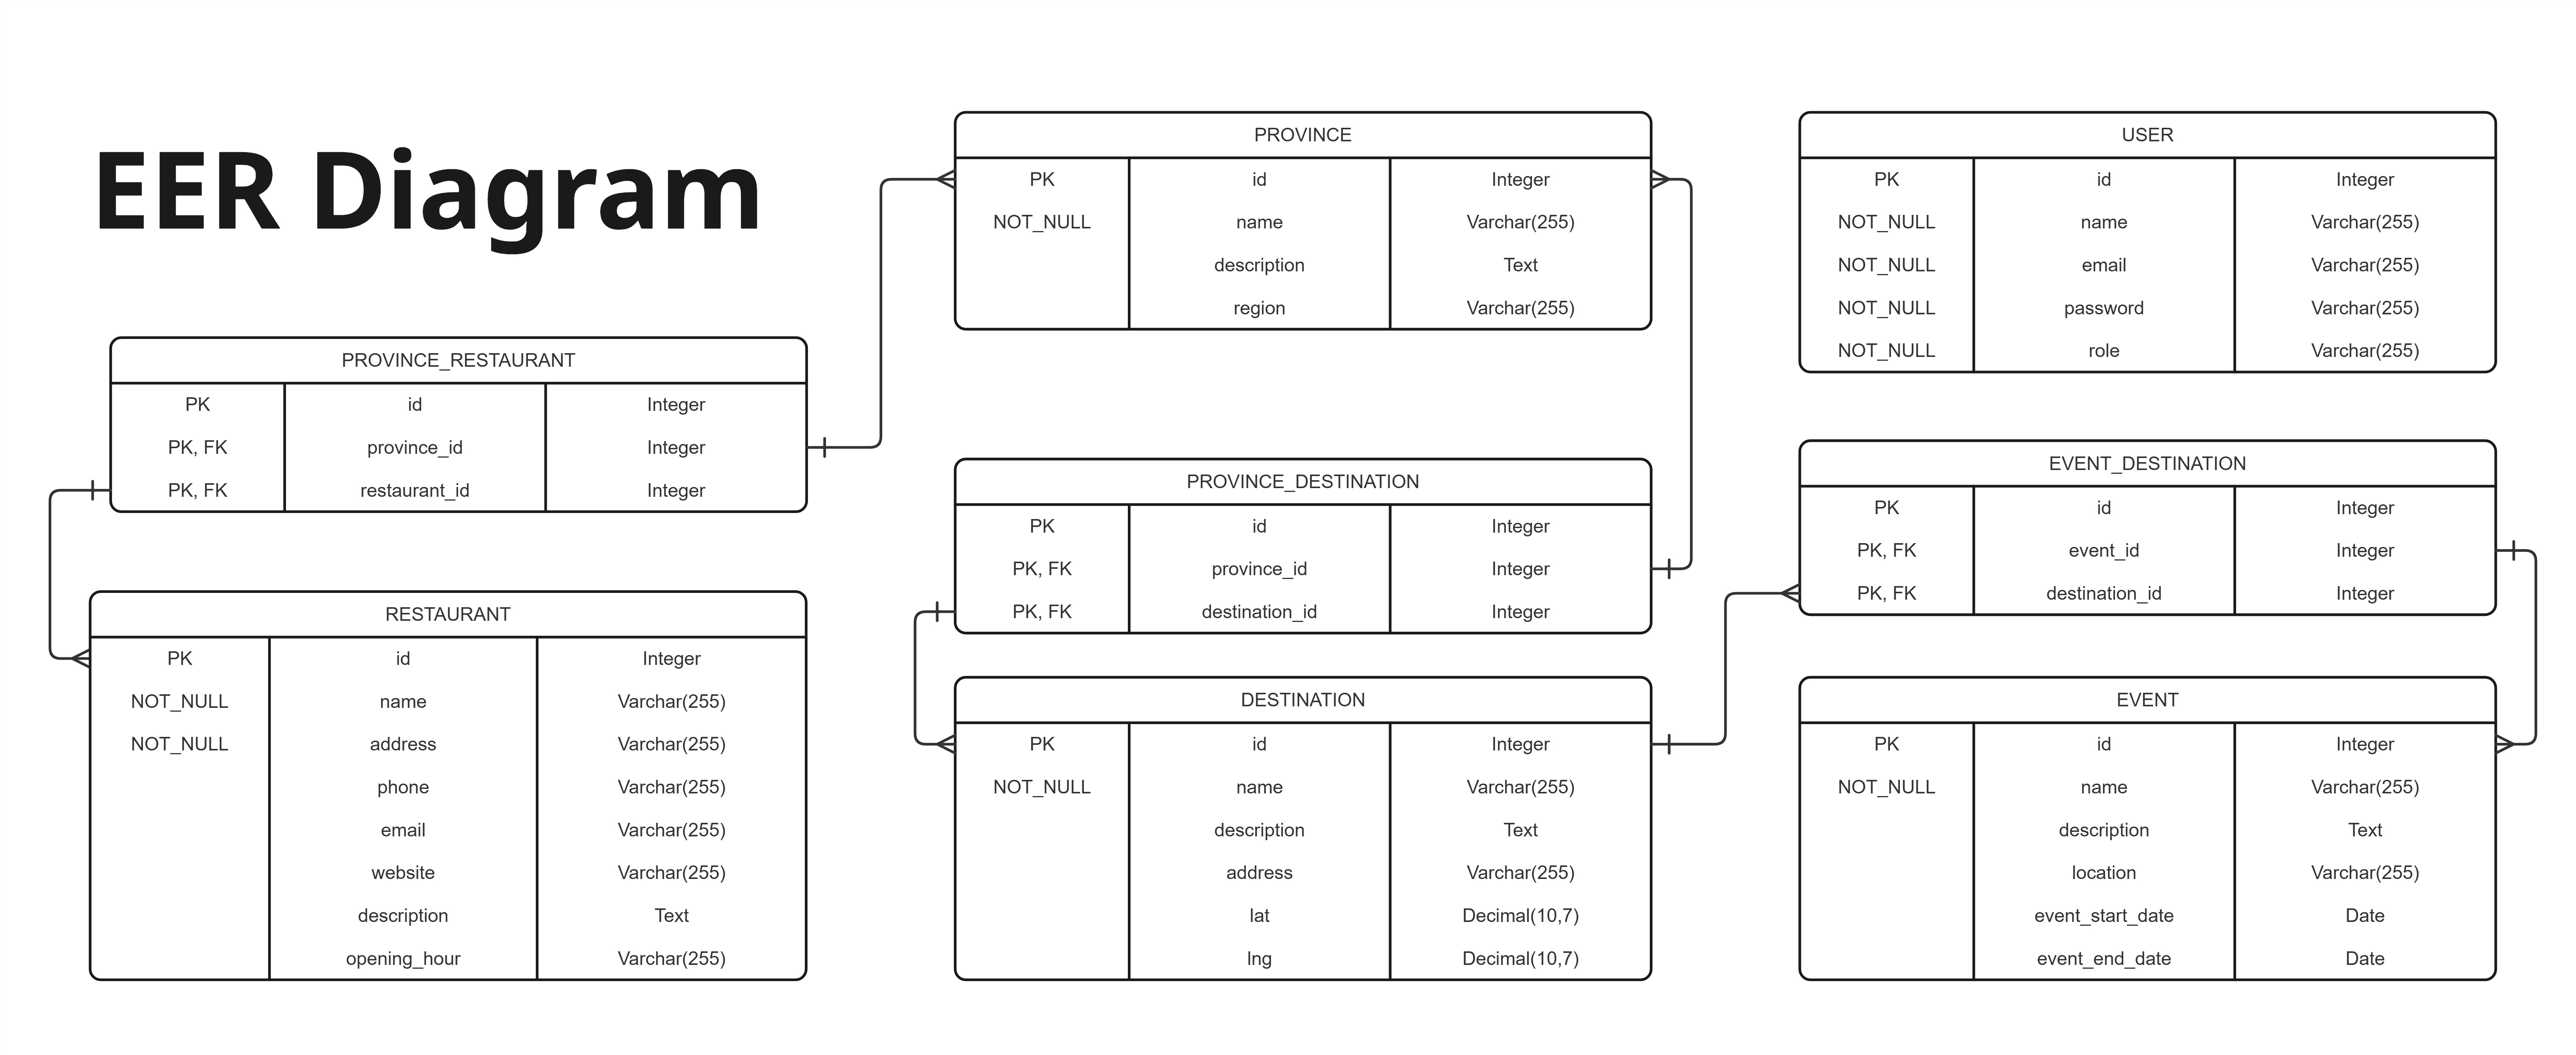 EER Diagram
PROVINCE_RESTAURANT
PK id Integer
PK, FK province_id Integer
PK, FK restaurant_id Integer
RESTAURANT
PK id Integer
NOT_NULL name Varchar(255)
NOT_NULL address Varchar(255)
phone Varchar(255)
email Varchar(255)
website Varchar(255)
description Text
opening_hour Varchar(255)
PROVINCE
PK id Integer
NOT_NULL name Varchar(255)
description Text
region Varchar(255)
PROVINCE_DESTINATION
PK id Integer
PK, FK province_id Integer
PK, FK destination_id Integer
DESTINATION
PK id Integer
NOT_NULL name Varchar(255)
description Text
address Varchar(255)
lat Decimal(10,7)
lng Decimal(10,7)
USER
PK id Integer
NOT_NULL name Varchar(255)
NOT_NULL email Varchar(255)
NOT_NULL password Varchar(255)
NOT_NULL role Varchar(255)
EVENT_DESTINATION
PK id Integer
PK, FK event_id Integer
PK, FK destination_id Integer
EVENT
PK id Integer
NOT_NULL name Varchar(255)
description Text
location Varchar(255)
event_start_date Date
event_end_date Date